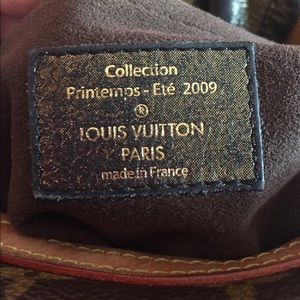 Collection
Printemps - Eté 2009
®
LOUIS VUITTON
PARIS
made in France